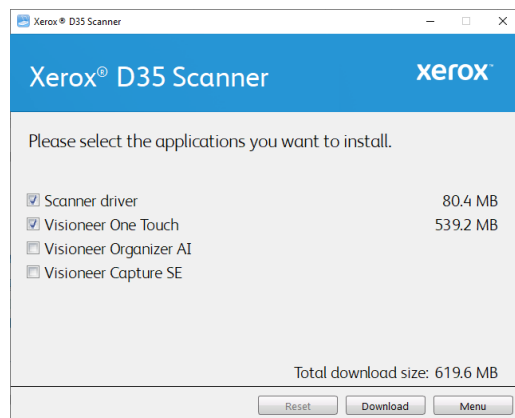 Xerox® D35 Scanner
Xerox® D35 Scanner
xerox™
Please select the applications you want to install.
Scanner driver 80.4 MB
Visioneer One Touch 539.2 MB
Visioneer Organizer AI
Visioneer Capture SE
Total download size: 619.6 MB
Reset Download Menu